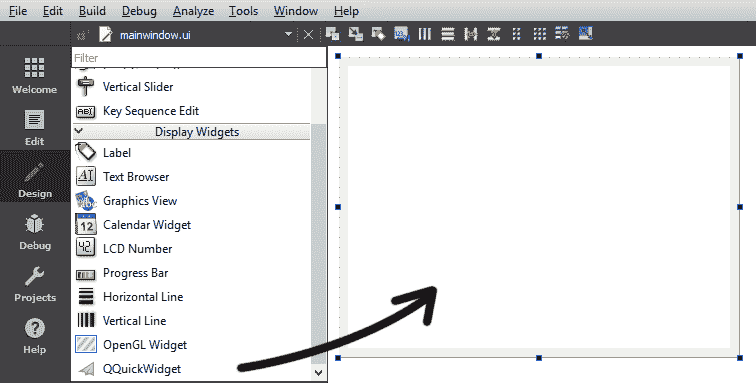 File Edit Build Debug Analyze Tools Window Help
mainwindow.ui
Filter
Welcome
Edit
Design
Debug
Projects
Help
Vertical Slider
Key Sequence Edit
Display Widgets
Label
Text Browser
Graphics View
Calendar Widget
LCD Number
Progress Bar
Horizontal Line
Vertical Line
OpenGL Widget
QQuickWidget